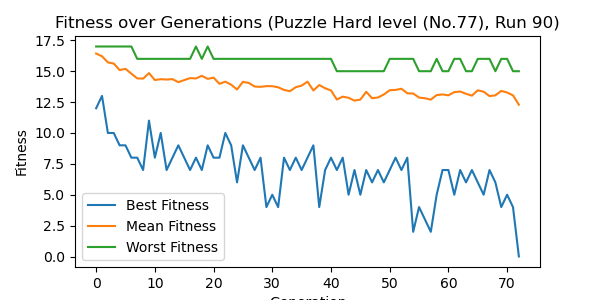 Fitness over Generations (Puzzle Hard level (No.77), Run 90)
Fitness
17.5
15.0
12.5
10.0
7.5
5.0
2.5
0.0
Best Fitness
Mean Fitness
Worst Fitness
0 10 20 30 40 50 60 70
Generation